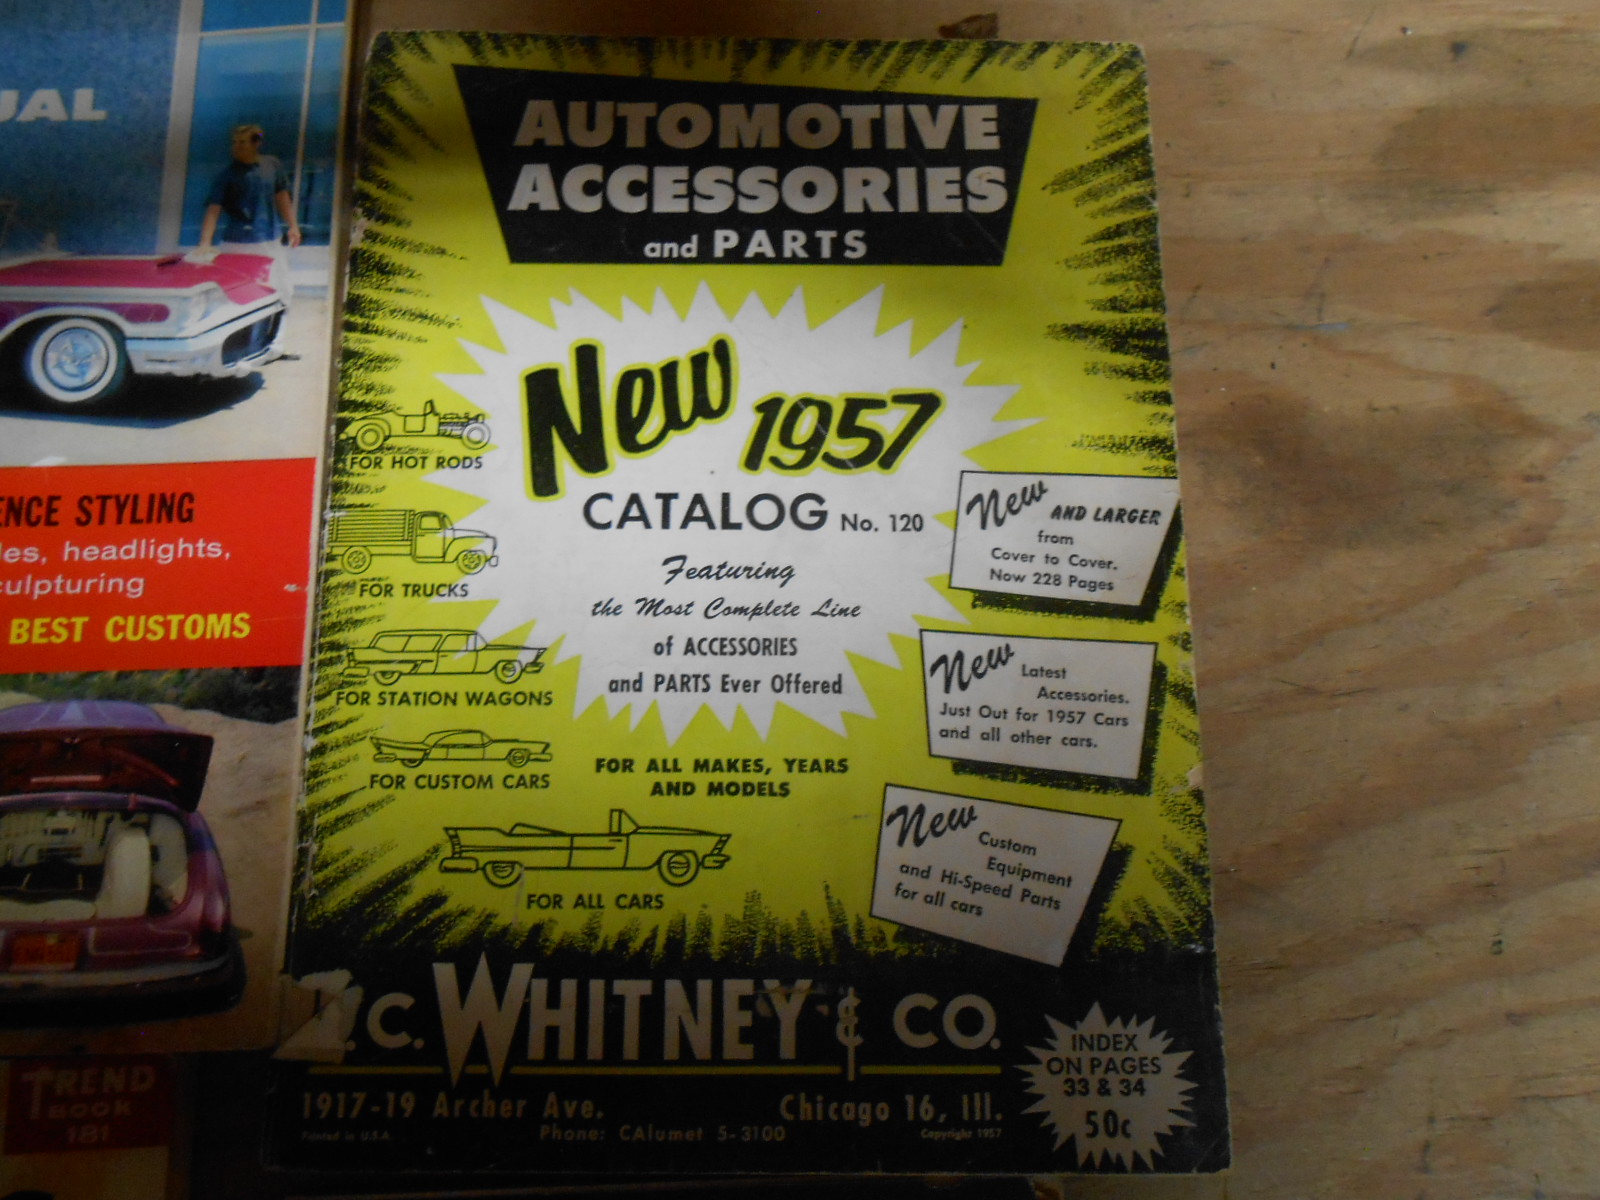 UAL
ENCE STYLING
les, headlights,
culpturing
BEST CUSTOMS
TREND
BOOK
181
AUTOMOTIVE
ACCESSORIES
and PARTS
New 1957
CATALOG No. 120
Featuring
the Most Complete Line
of ACCESSORIES
and PARTS Ever Offered
FOR HOT RODS
FOR TRUCKS
FOR STATION WAGONS
FOR CUSTOM CARS
FOR ALL MAKES, YEARS
AND MODELS
FOR ALL CARS
New AND LARGER
from
Cover to Cover.
Now 228 Pages
New Latest
Accessories.
Just Out for 1957 Cars
and all other cars.
New Custom
Equipment
and Hi-Speed Parts
for all cars
J.C. WHITNEY & CO.
1917-19 Archer Ave. Chicago 16, Ill.
Printed in U.S.A. Phone: CAlumet 5-3100 Copyright 1957
INDEX
ON PAGES
33 & 34
50c